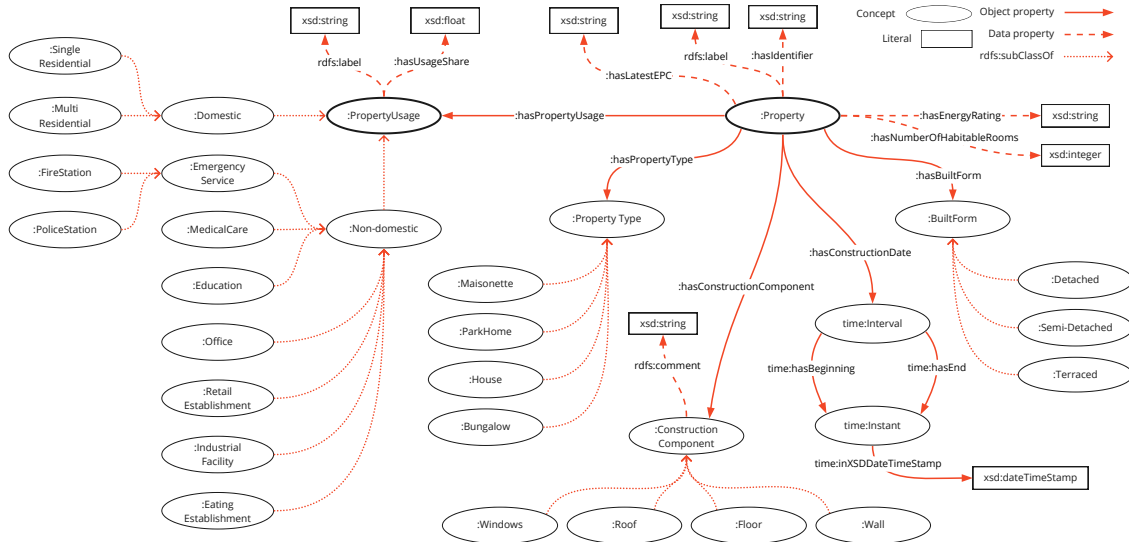 xsd:string
xsd:float
xsd:string
xsd:string
xsd:string
Concept
Object property
Literal
Data property
rdfs:subClassOf
:Single
Residential
rdfs:label
:hasUsageShare
:hasLatestEPC
rdfs:label
:hasIdentifier
:Multi
Residential
:Domestic
:PropertyUsage
:hasPropertyUsage
:Property
:hasEnergyRating
xsd:string
:hasNumberOfHabitableRooms
xsd:integer
:FireStation
:Emergency
Service
:hasPropertyType
:hasBuiltForm
:PoliceStation
:MedicalCare
:Non-domestic
:Property Type
:BuiltForm
:hasConstructionDate
:Education
:Maisonette
:hasConstructionComponent
:Detached
:Office
:ParkHome
xsd:string
time:Interval
:Semi-Detached
rdfs:comment
time:hasBeginning
time:hasEnd
:House
:Terraced
:Retail
Establishment
:Bungalow
:Construction
Component
time:Instant
:Industrial
Facility
time:inXSDDateTimeStamp
xsd:dateTimeStamp
:Eating
Establishment
:Windows
:Roof
:Floor
:Wall